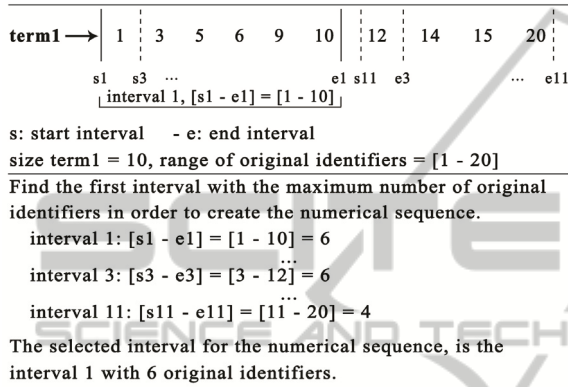 term1 1 3 5 6 9 10 12 14 15 20
s1 s3 ... e1 s11 e3 ... e11
interval 1, [s1 - e1] = [1 - 10]
s: start interval - e: end interval
size term1 = 10, range of original identifiers = [1 - 20]
Find the first interval with the maximum number of original
identifiers in order to create the numerical sequence.
interval 1: [s1 - e1] = [1 - 10] = 6
interval 3: [s3 - e3] = [3 - 12] = 6
...
interval 11: [s11 - e11] = [11 - 20] = 4
...
The selected interval for the numerical sequence, is the
interval 1 with 6 original identifiers.
SCITE
SCIENCE AND TECH